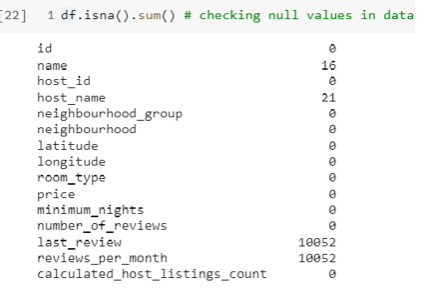 [22] 1 df.isna().sum() # checking null values in data
id 0
name 16
host_id 0
host_name 21
neighbourhood_group 0
neighbourhood 0
latitude 0
longitude 0
room_type 0
price 0
minimum_nights 0
number_of_reviews 0
last_review 10052
reviews_per_month 10052
calculated_host_listings_count 0